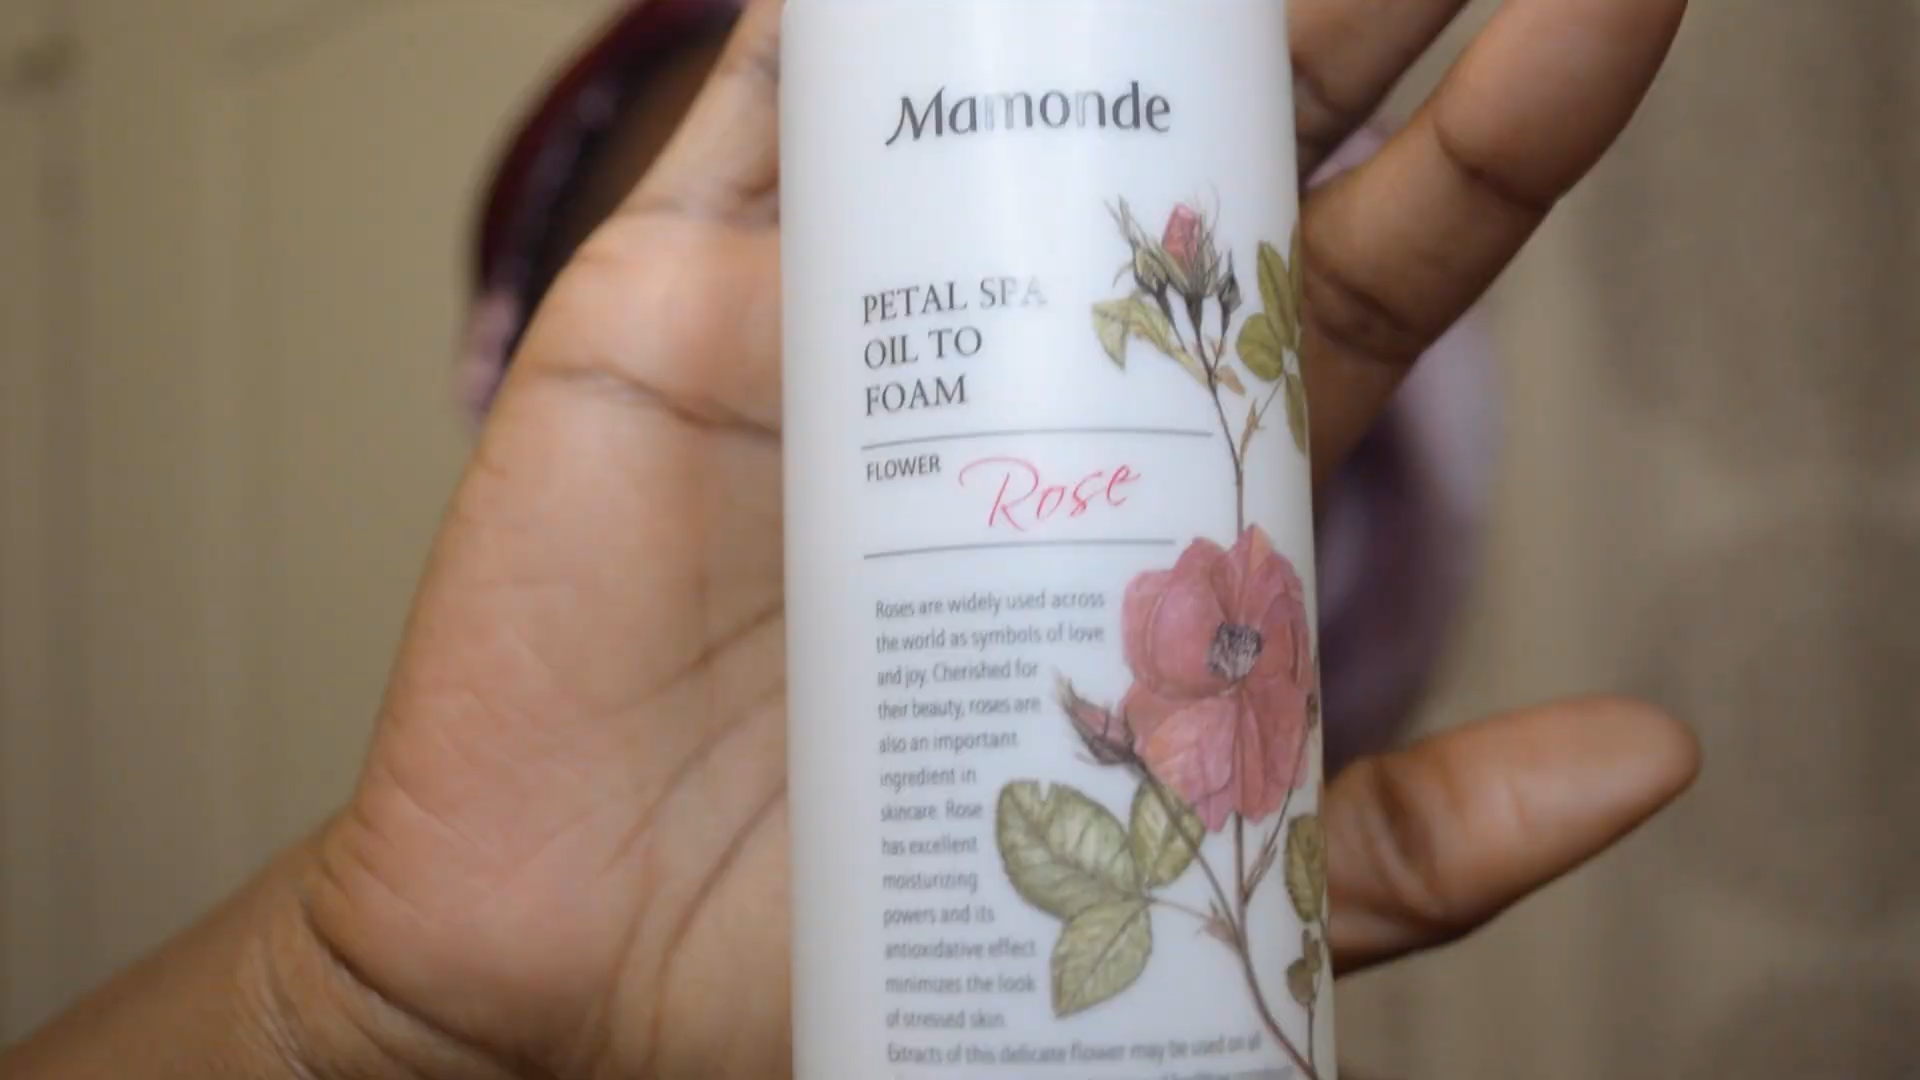 Mamonde
PETAL SPA
OIL TO
FOAM
FLOWER Rose
Roses are widely used across
the world as symbols of love
and joy. Cherished for
their beauty, roses are
also an important
ingredient in
skincare. Rose
has excellent
moisturizing
powers and its
antioxidative effect
minimizes the look
of stressed skin.
Extracts of this delicate flower may be used on all